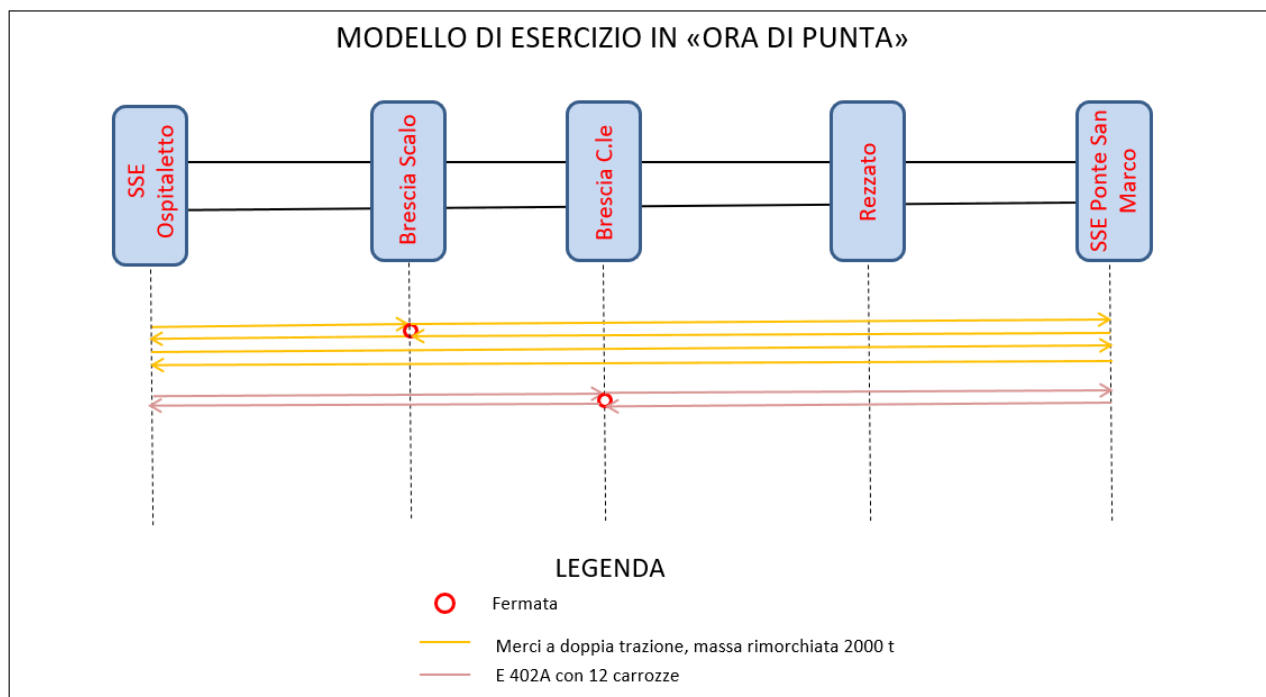 MODELLO DI ESERCIZIO IN «ORA DI PUNTA»
SSE
Ospitaletto
Brescia Scalo
Brescia C.le
Rezzato
SSE Ponte San
Marco
LEGENDA
Fermata
Merci a doppia trazione, massa rimorchiata 2000 t
E 402A con 12 carrozze